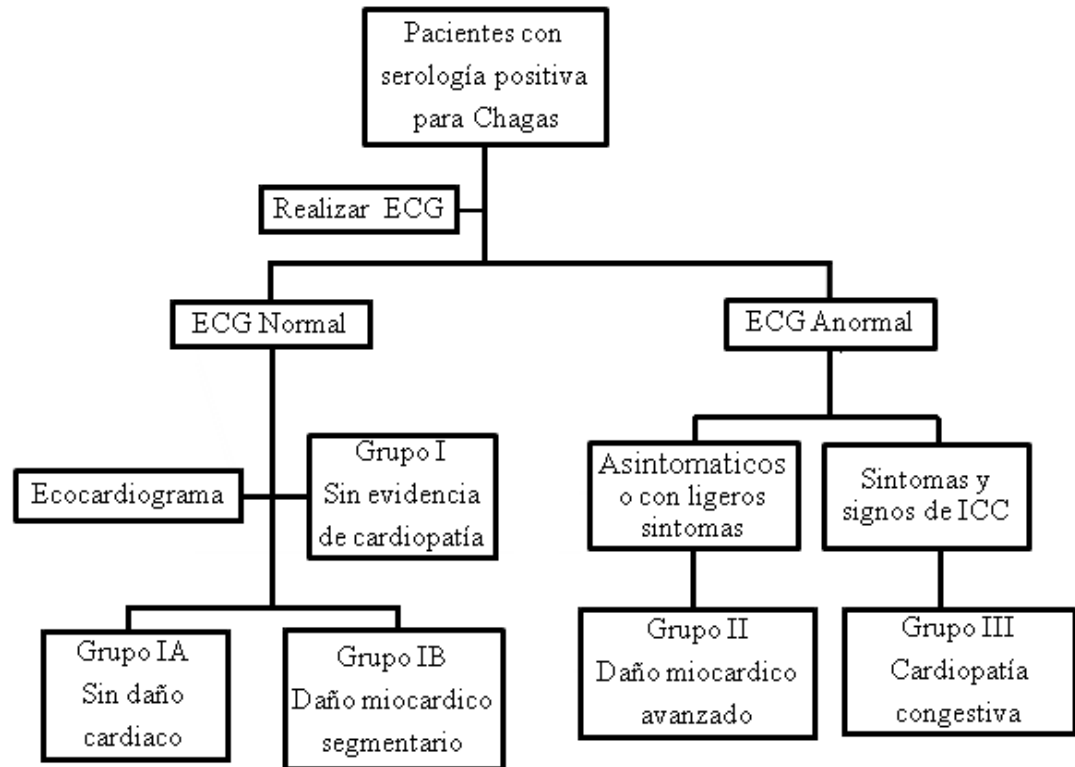 Pacientes con
serología positiva
para Chagas
Realizar ECG
ECG Normal
ECG Anormal
Ecocardiograma
Grupo I
Sin evidencia
de cardiopatía
Asintomaticos
o con ligeros
sintomas
Sintomas y
signos de ICC
Grupo IA
Sin daño
cardiaco
Grupo IB
Daño miocardico
segmentario
Grupo II
Daño miocardico
avanzado
Grupo III
Cardiopatía
congestiva